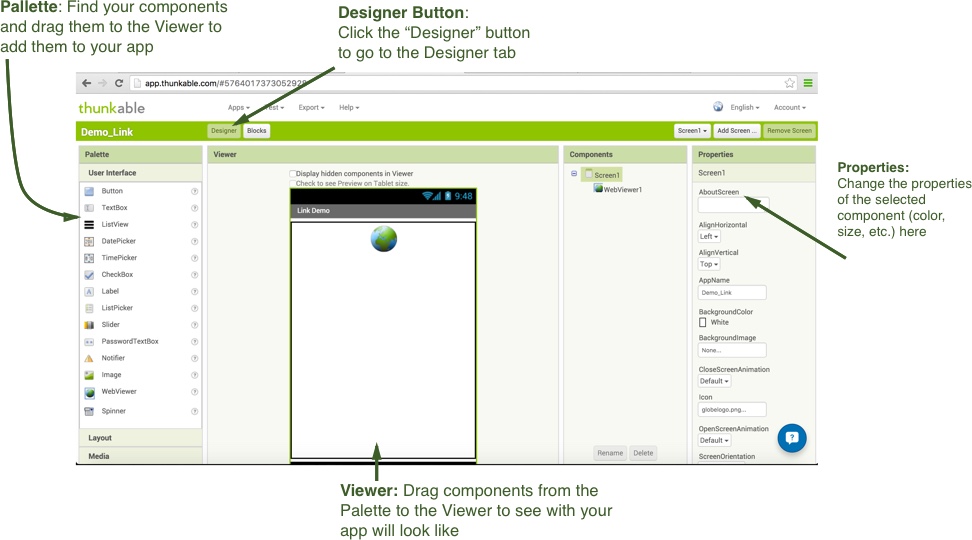 Pallette: Find your components
and drag them to the Viewer to
add them to your app
Designer Button:
Click the “Designer” button
to go to the Designer tab
app.thunkable.com/#5764017373052928
thunkable
Apps
Export
Help
English
Account
Demo_Link
Designer
Blocks
Screen1
Add Screen ...
Remove Screen
Palette
Viewer
Components
Properties
User Interface
Button
TextBox
ListView
DatePicker
TimePicker
CheckBox
Label
ListPicker
Slider
PasswordTextBox
Notifier
Image
WebViewer
Spinner
Layout
Media
Display hidden components in Viewer
Check to see Preview on Tablet size.
9:48
Link Demo
Screen1
WebViewer1
Rename
Delete
Screen1
AboutScreen
AlignHorizontal
Left
AlignVertical
Top
AppName
Demo_Link
BackgroundColor
White
BackgroundImage
None...
CloseScreenAnimation
Default
Icon
globelogo.png...
OpenScreenAnimation
Default
ScreenOrientation
Properties:
Change the properties
of the selected
component (color,
size, etc.) here
Viewer: Drag components from the
Palette to the Viewer to see with your
app will look like